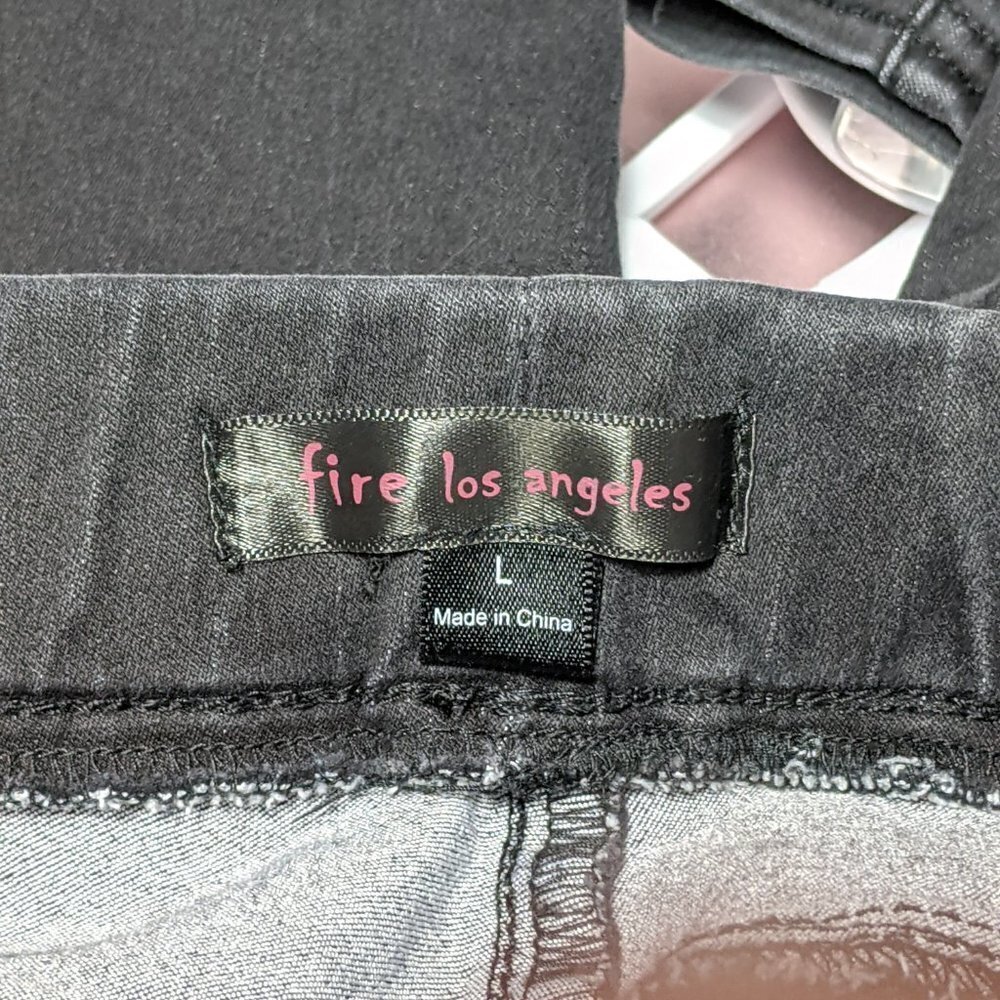 fire los angeles
L
Made in China